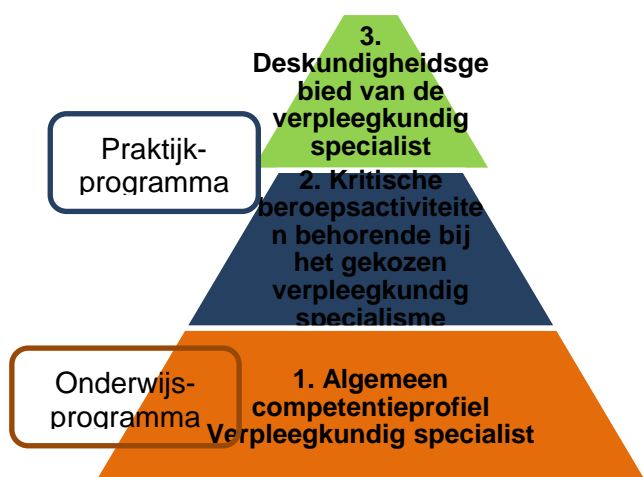 3.
Deskundigheidsge
bied van de
verpleegkundig
specialist
Praktijk-
programma
2. Kritische
beroepsactiviteite
n behorende bij
het gekozen
verpleegkundig
specialisme
Onderwijs-
programma
1. Algemeen
competentieprofiel
Verpleegkundig specialist